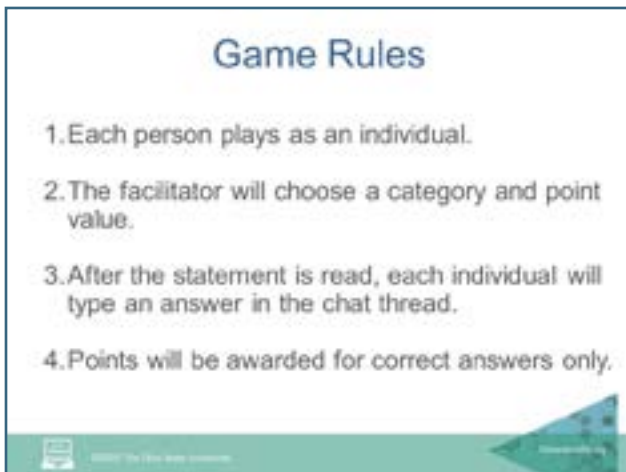 Game Rules
1.Each person plays as an individual.
2.The facilitator will choose a category and point
value.
3.After the statement is read, each individual will
type an answer in the chat thread.
4.Points will be awarded for correct answers only.